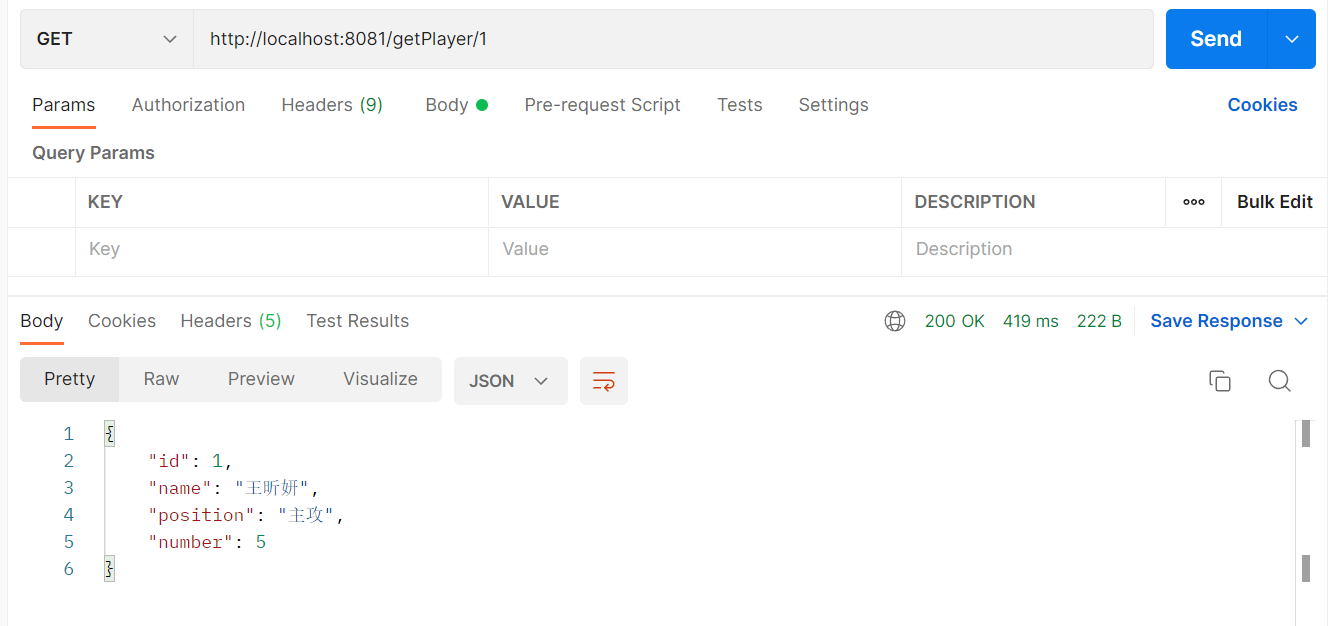 GET http://localhost:8081/getPlayer/1 Send
Params Authorization Headers (9) Body Pre-request Script Tests Settings Cookies
Query Params
KEY VALUE DESCRIPTION ooo Bulk Edit
Key Value Description
Body Cookies Headers (5) Test Results 200 OK 419 ms 222 B Save Response
Pretty Raw Preview Visualize JSON
1 {
2 "id": 1,
3 "name": "王昕妍",
4 "position": "主攻",
5 "number": 5
6 }